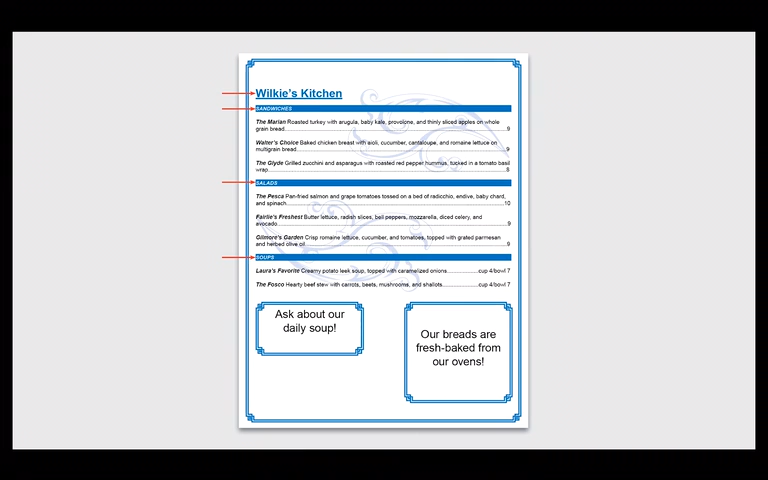 Wilkie's Kitchen
SANDWICHES
The Marian Roasted turkey with arugula, baby kale, provolone, and thinly sliced apples on whole
grain bread....................9
Walter's Choice Baked chicken breast with aioli, cucumber, cantaloupe, and romaine lettuce on
multigrain bread....................9
The Glyde Grilled zucchini and asparagus with roasted red pepper hummus, tucked in a tomato basil
wrap....................8
SALADS
The Pesca Pan-fried salmon and grape tomatoes tossed on a bed of radicchio, endive, baby chard,
and spinach....................10
Fairlie's Freshest Butter lettuce, radish slices, bell peppers, mozzarella, diced celery, and
avocado....................9
Gilmore's Garden Crisp romaine lettuce, cucumber, and tomatoes, topped with grated parmesan
and herbed olive oil....................9
SOUPS
Laura's Favorite Creamy potato leek soup, topped with caramelized onions....................cup 4/bowl 7
The Fosco Hearty beef stew with carrots, beets, mushrooms, and shallots....................cup 4/bowl 7
Ask about our
daily soup!
Our breads are
fresh-baked from
our ovens!